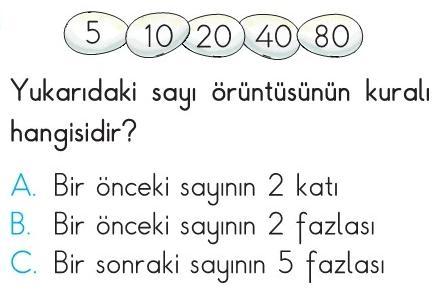 5 10 20 40 80
Yukarıdaki sayı örüntüsünün kuralı
hangisidir?
A. Bir önceki sayının 2 katı
B. Bir önceki sayının 2 fazlası
C. Bir sonraki sayının 5 fazlası